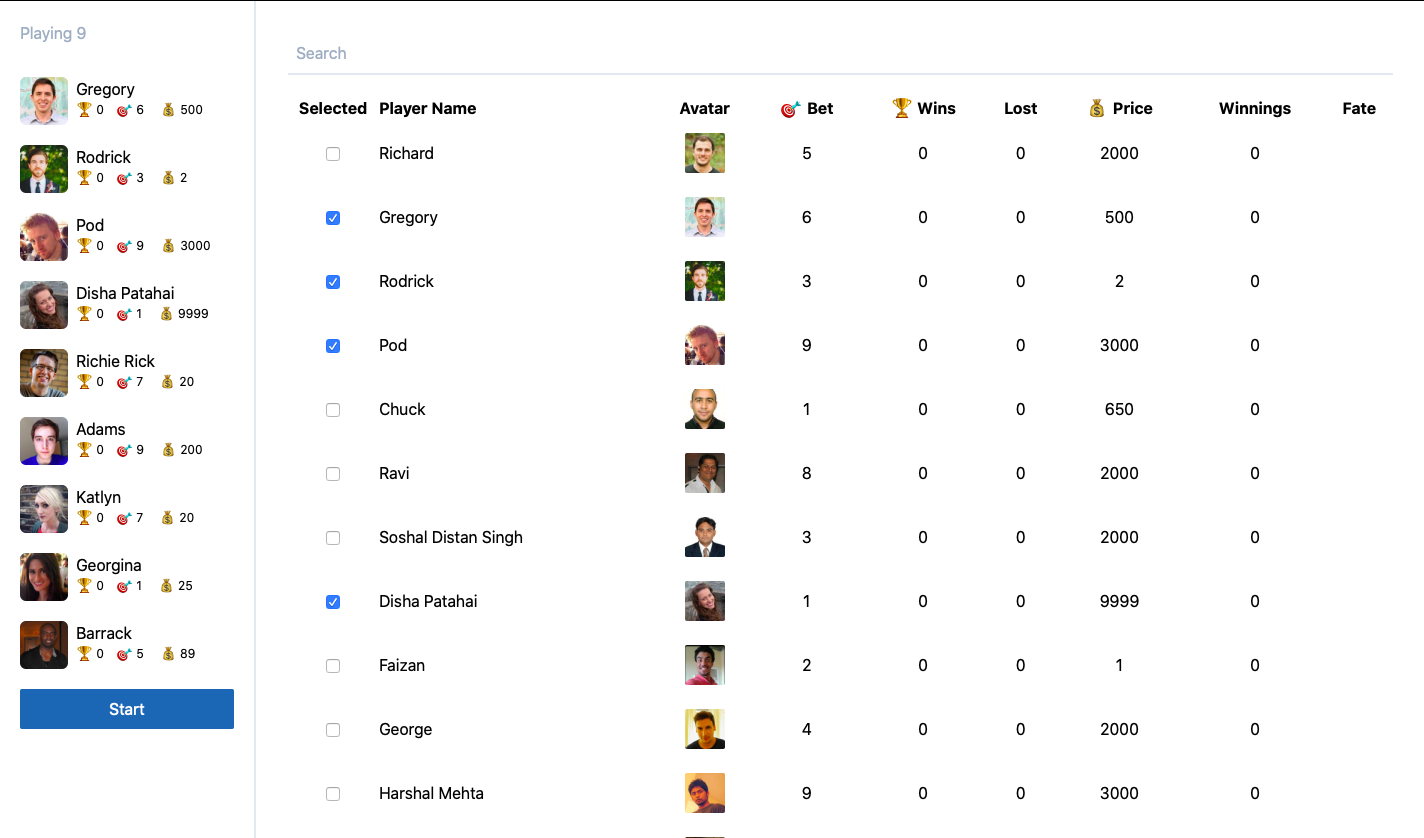 Playing 9
Gregory
🏆 0 🎯 6 💰 500
Rodrick
🏆 0 🎯 3 💰 2
Pod
🏆 0 🎯 9 💰 3000
Disha Patahai
🏆 0 🎯 1 💰 9999
Richie Rick
🏆 0 🎯 7 💰 20
Adams
🏆 0 🎯 9 💰 200
Katlyn
🏆 0 🎯 7 💰 20
Georgina
🏆 0 🎯 1 💰 25
Barrack
🏆 0 🎯 5 💰 89
Start
Search
Selected Player Name Avatar 🎯 Bet 🏆 Wins Lost 💰 Price Winnings Fate
Richard 5 0 0 2000 0
Gregory 6 0 0 500 0
Rodrick 3 0 0 2 0
Pod 9 0 0 3000 0
Chuck 1 0 0 650 0
Ravi 8 0 0 2000 0
Soshal Distan Singh 3 0 0 2000 0
Disha Patahai 1 0 0 9999 0
Faizan 2 0 0 1 0
George 4 0 0 2000 0
Harshal Mehta 9 0 0 3000 0